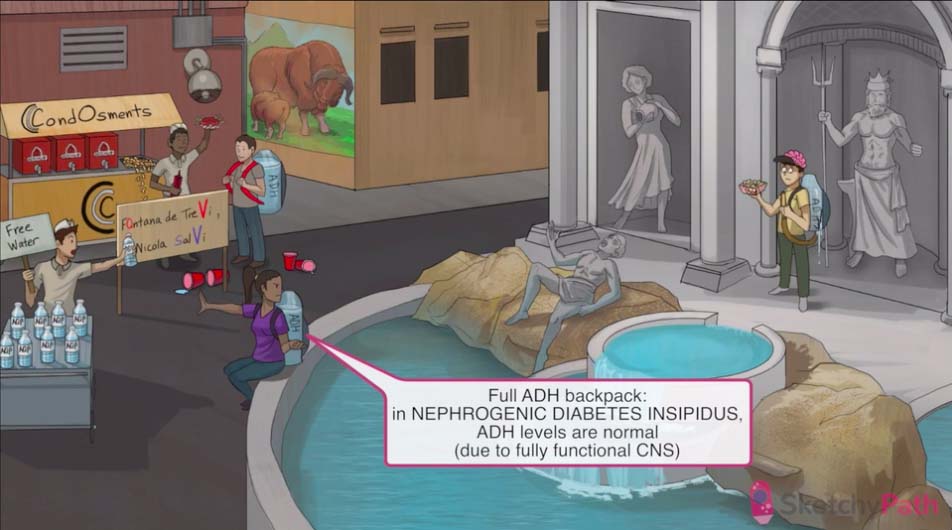 CondOsments
Free
Water
FOntana de TreVi,
Nicola SalVi
ADH
ADH
ADH
Full ADH backpack:
in NEPHROGENIC DIABETES INSIPIDUS,
ADH levels are normal
(due to fully functional CNS)
SketchyPath